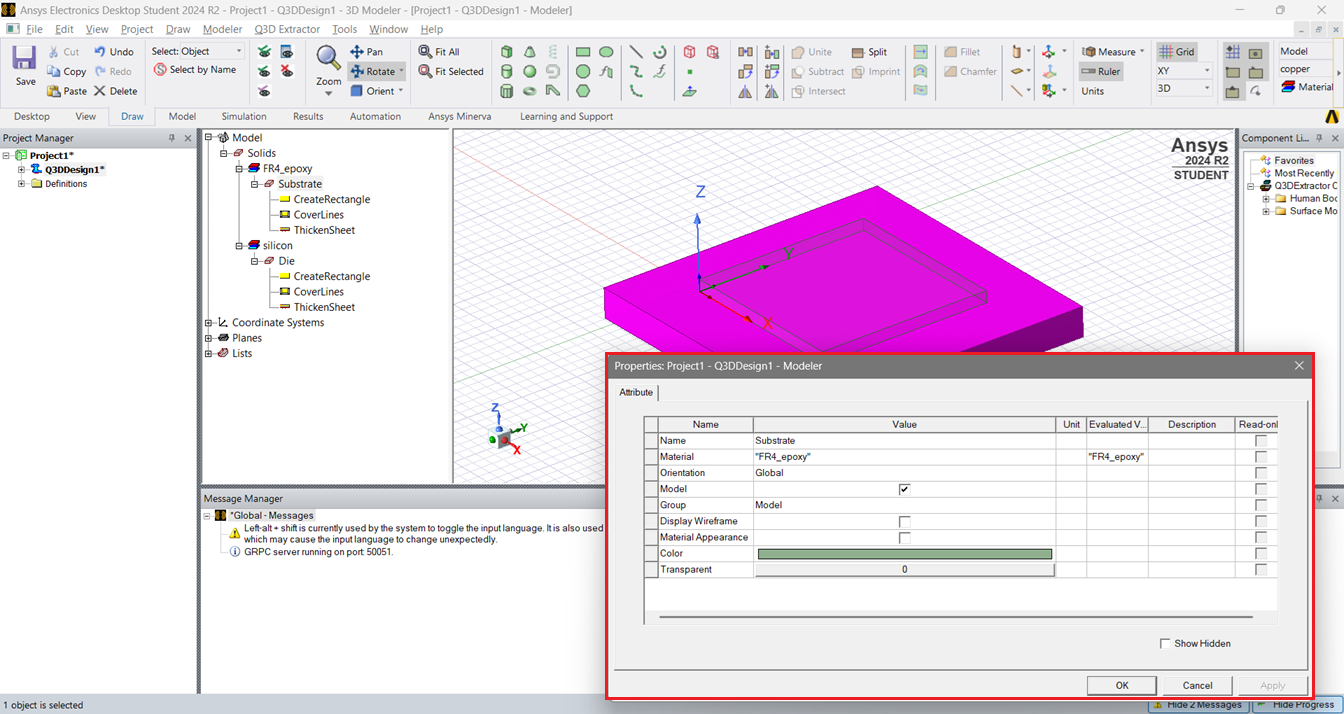 Ansys Electronics Desktop Student 2024 R2 - Project1 - Q3DDesign1 - 3D Modeler - [Project1 - Q3DDesign1 - Modeler]
File Edit View Project Draw Modeler Q3D Extractor Tools Window Help
Save
Cut
Copy
Paste
Undo
Redo
Delete
Select: Object
Select by Name
Zoom
Pan
Rotate
Orient
Fit All
Fit Selected
Unite
Subtract
Intersect
Split
Imprint
Fillet
Chamfer
Measure
Ruler
Units
Grid
XY
3D
Model
copper
Material
Desktop View Draw Model Simulation Results Automation Ansys Minerva Learning and Support
Project Manager
Project1*
Q3DDesign1*
Definitions
Model
Solids
FR4_epoxy
Substrate
CreateRectangle
CoverLines
ThickenSheet
silicon
Die
CreateRectangle
CoverLines
ThickenSheet
Coordinate Systems
Planes
Lists
Ansys
2024 R2
STUDENT
Z
Y
X
Z
Y
X
Component Li...
Favorites
Most Recently
Q3DExtractor C
Human Boo
Surface Mo
Message Manager
*Global - Messages
Left-alt + shift is currently used by the system to toggle the input language. It is also used
which may cause the input language to change unexpectedly.
GRPC server running on port: 50051.
Properties: Project1 - Q3DDesign1 - Modeler
Attribute
Name Value Unit Evaluated V... Description Read-onl
Name Substrate
Material "FR4_epoxy" "FR4_epoxy"
Orientation Global
Model
Group Model
Display Wireframe
Material Appearance
Color
Transparent 0
Show Hidden
OK Cancel Apply
1 object is selected
Hide 2 Messages Hide Progress